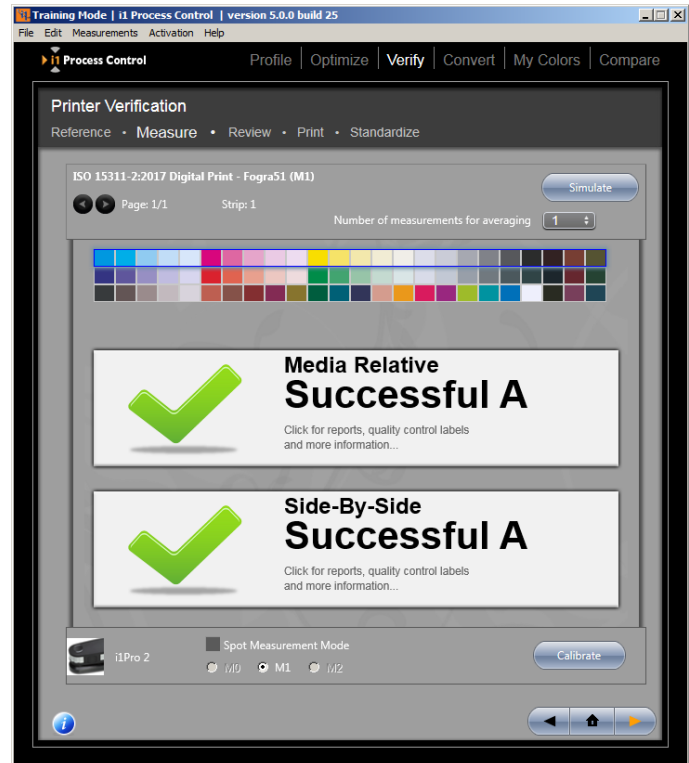 Training Mode | i1 Process Control | version 5.0.0 build 25
File Edit Measurements Activation Help
i1 Process Control Profile | Optimize | Verify | Convert | My Colors | Compare
Printer Verification
Reference • Measure • Review • Print • Standardize
ISO 15311-2:2017 Digital Print - Fogra51 (M1)
Simulate
Page: 1/1 Strip: 1
Number of measurements for averaging 1
Media Relative
Successful A
Click for reports, quality control labels
and more information...
Side-By-Side
Successful A
Click for reports, quality control labels
and more information...
Spot Measurement Mode
i1Pro 2 Calibrate
M0 M1 M2